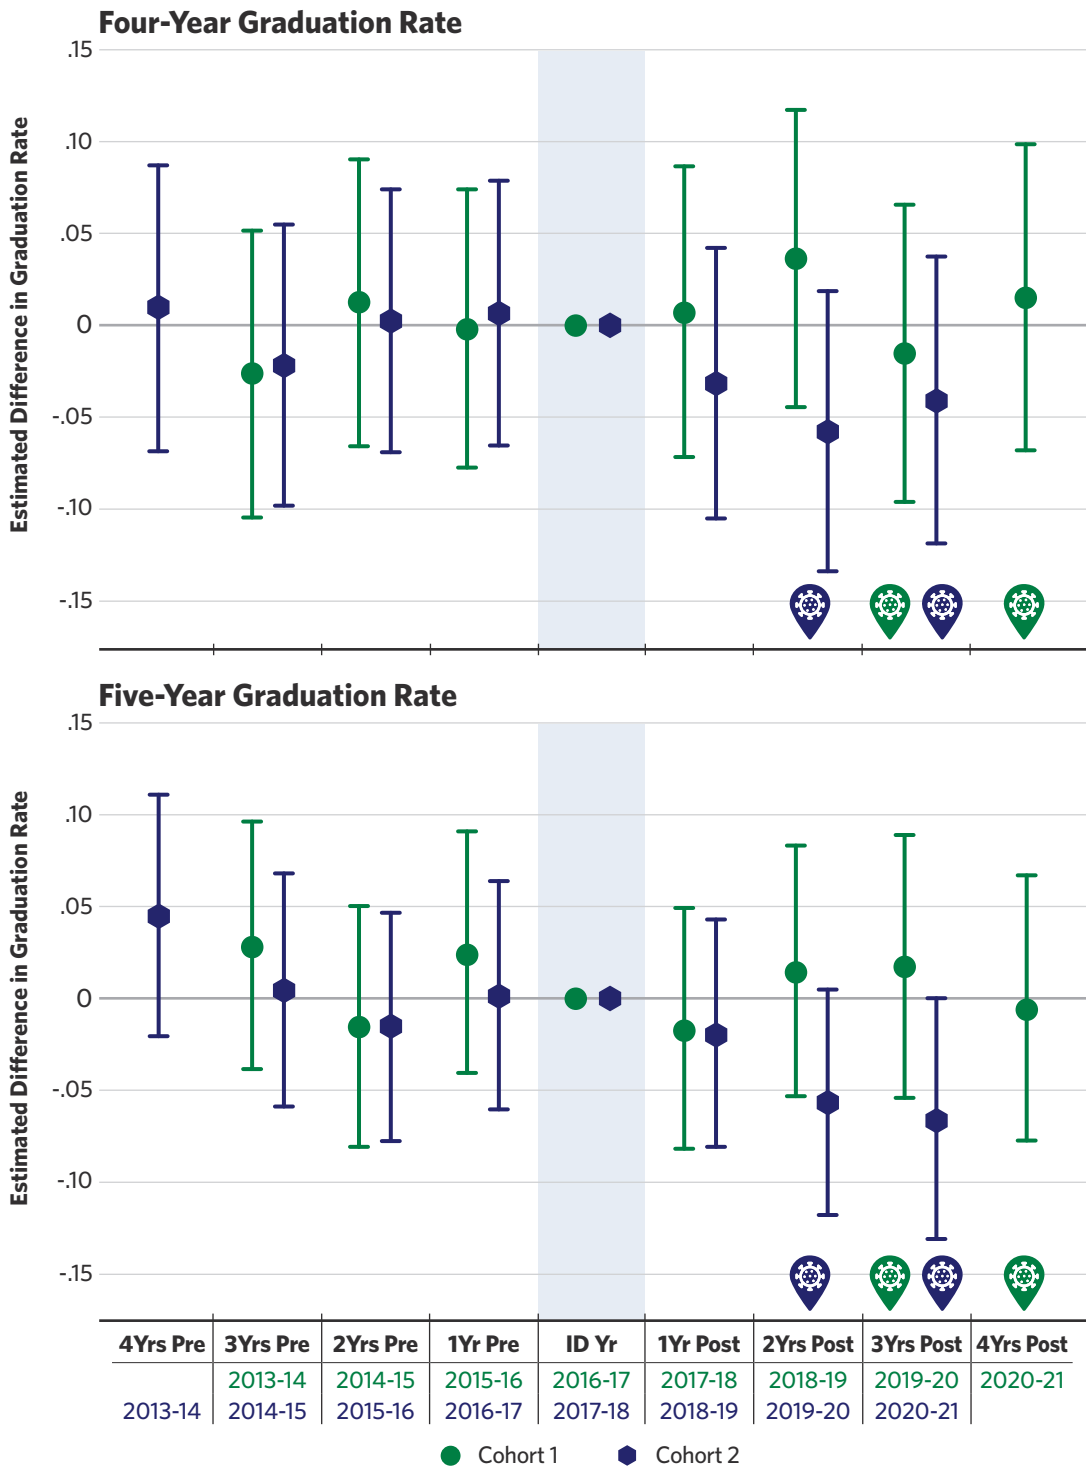 Four-Year Graduation Rate
Estimated Difference in Graduation Rate
.15
.10
.05
0
-.05
-.10
-.15
Five-Year Graduation Rate
Estimated Difference in Graduation Rate
.15
.10
.05
0
-.05
-.10
-.15
4Yrs Pre 3Yrs Pre 2Yrs Pre 1Yr Pre ID Yr 1Yr Post 2Yrs Post 3Yrs Post 4Yrs Post
2013-14 2014-15 2015-16 2016-17 2017-18 2018-19 2019-20 2020-21
2013-14 2014-15 2015-16 2016-17 2017-18 2018-19 2019-20 2020-21
Cohort 1 Cohort 2